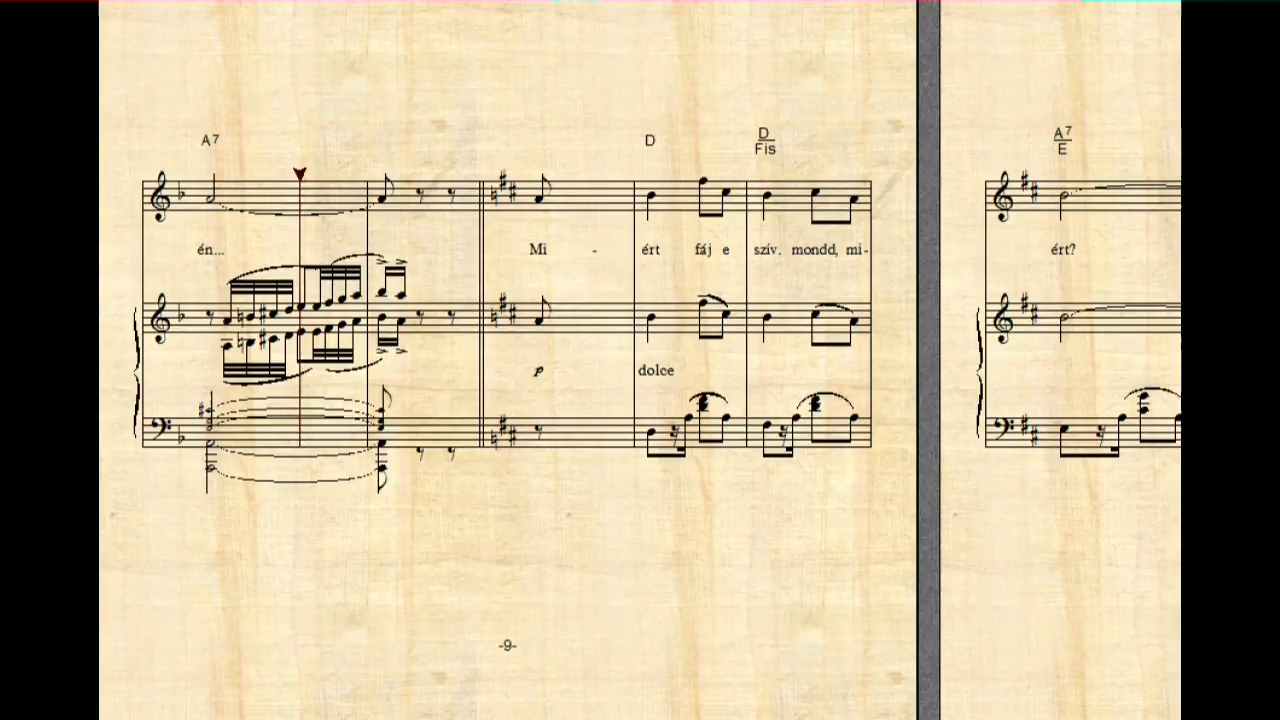 A7 D D A7
Fis E
én... Mi - ért fáj e szív. mondd, mi- ért?
p dolce
-9-